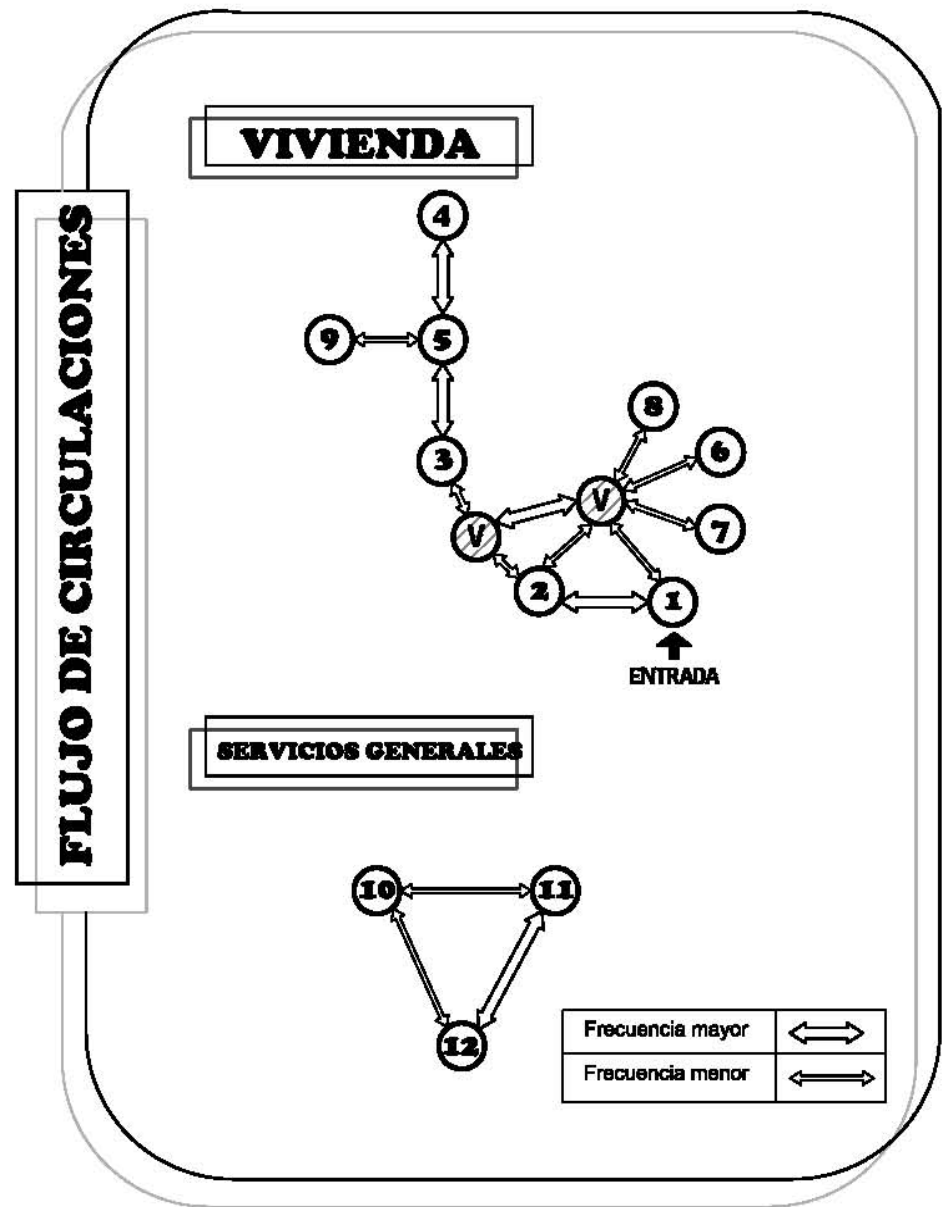 FLUJO DE CIRCULACIONES
VIVIENDA
4
9
5
8
3
6
V
V
7
2
1
ENTRADA
SERVICIOS GENERALES
10
11
12
Frecuencia mayor
Frecuencia menor